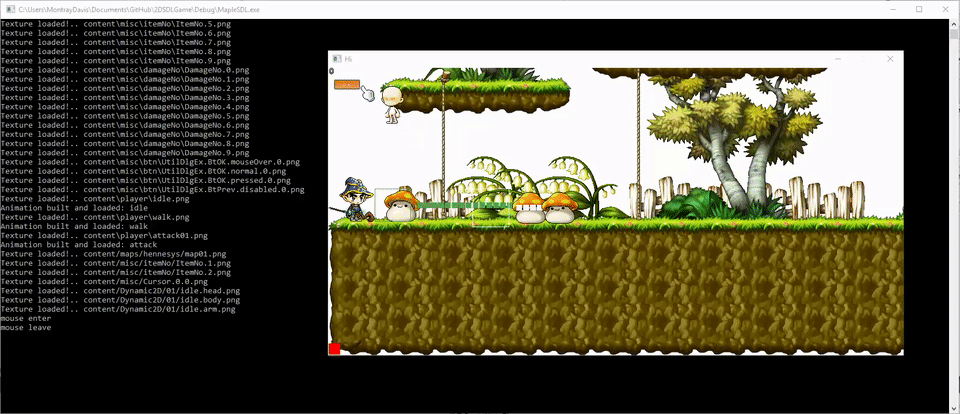 C:\Users\MontrayDavis\Documents\GitHub\2DSDLGame\Debug\MapleSDL.exe
Texture loaded!.. content\misc\itemNo\ItemNo.5.png
Texture loaded!.. content\misc\itemNo\ItemNo.6.png
Texture loaded!.. content\misc\itemNo\ItemNo.7.png
Texture loaded!.. content\misc\itemNo\ItemNo.8.png
Texture loaded!.. content\misc\itemNo\ItemNo.9.png
Texture loaded!.. content\misc\damageNo\DamageNo.0.png
Texture loaded!.. content\misc\damageNo\DamageNo.1.png
Texture loaded!.. content\misc\damageNo\DamageNo.2.png
Texture loaded!.. content\misc\damageNo\DamageNo.3.png
Texture loaded!.. content\misc\damageNo\DamageNo.4.png
Texture loaded!.. content\misc\damageNo\DamageNo.5.png
Texture loaded!.. content\misc\damageNo\DamageNo.6.png
Texture loaded!.. content\misc\damageNo\DamageNo.7.png
Texture loaded!.. content\misc\damageNo\DamageNo.8.png
Texture loaded!.. content\misc\damageNo\DamageNo.9.png
Texture loaded!.. content\misc\btn\UtilDlgEx.BtOK.mouseOver.0.png
Texture loaded!.. content\misc\btn\UtilDlgEx.BtOK.normal.0.png
Texture loaded!.. content\misc\btn\UtilDlgEx.BtOK.pressed.0.png
Texture loaded!.. content\misc\btn\UtilDlgEx.BtPrev.disabled.0.png
Texture loaded!.. content\player\idle.png
Animation built and loaded: idle
Texture loaded!.. content\player\walk.png
Animation built and loaded: walk
Texture loaded!.. content\player\attack01.png
Animation built and loaded: attack
Texture loaded!.. content/maps/hennesys/map01.png
Texture loaded!.. content/misc/itemNo/ItemNo.1.png
Texture loaded!.. content/misc/itemNo/ItemNo.2.png
Texture loaded!.. content/misc/Cursor.0.0.png
Texture loaded!.. content/Dynamic2D/01/idle.head.png
Texture loaded!.. content/Dynamic2D/01/idle.body.png
Texture loaded!.. content/Dynamic2D/01/idle.arm.png
mouse enter
mouse leave
Hi
0